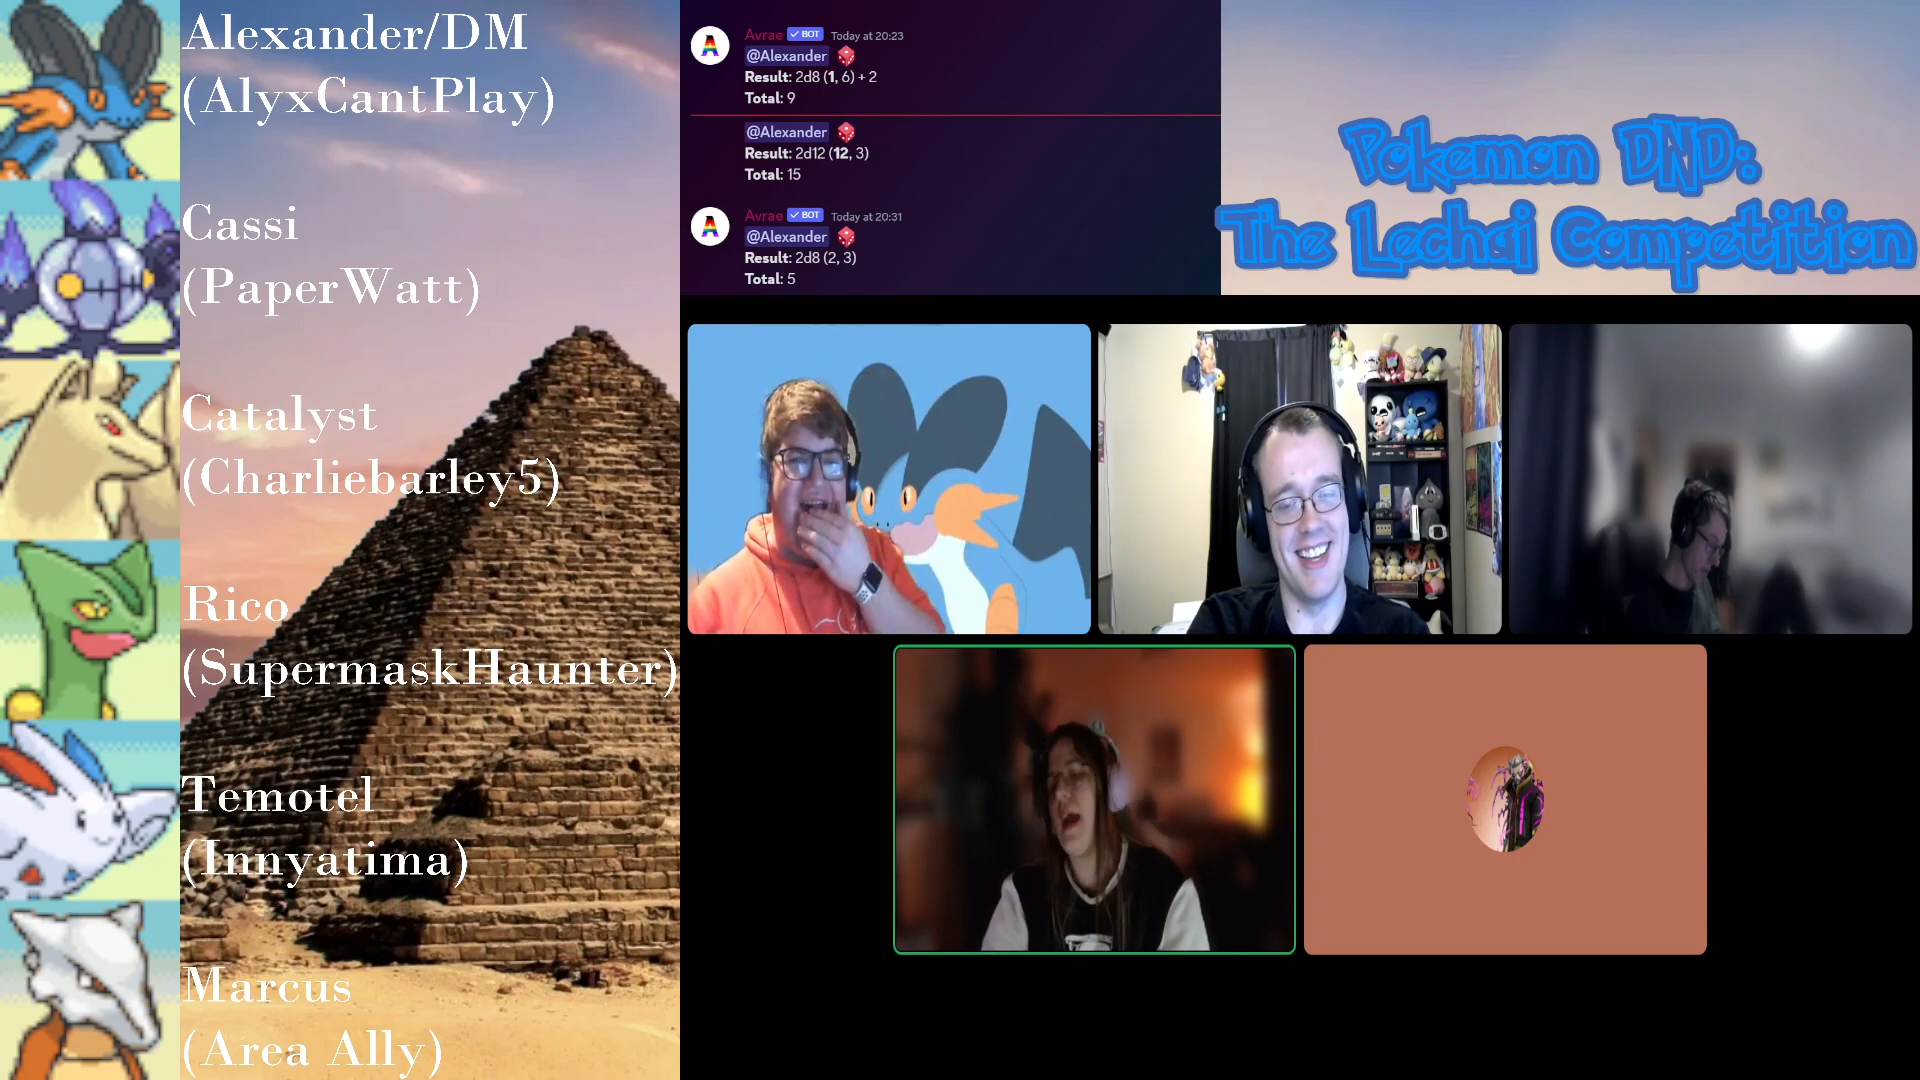 Alexander/DM
(AlyxCantPlay)
Cassi
(PaperWatt)
Catalyst
(Charliebarley5)
Rico
(SupermaskHaunter)
Temotel
(Innyatima)
Marcus
(Area Ally)
A
Avrae ✓ BOT Today at 20:23
@Alexander
Result: 2d8 (1, 6) + 2
Total: 9
@Alexander
Result: 2d12 (12, 3)
Total: 15
A
Avrae ✓ BOT Today at 20:31
@Alexander
Result: 2d8 (2, 3)
Total: 5
Pokemon DND:
The Lechai Competition